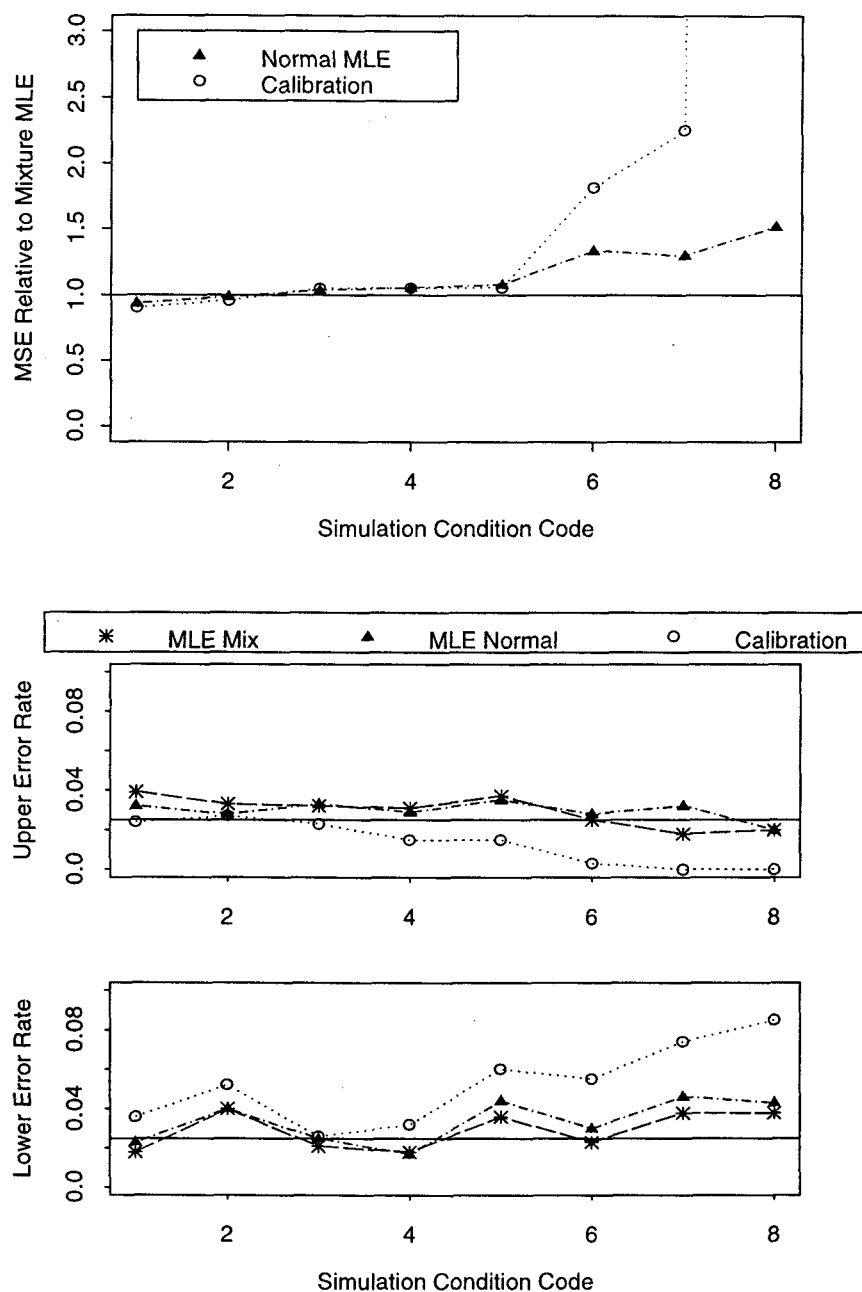 Normal MLE
Calibration
MSE Relative to Mixture MLE
3.0
2.5
2.0
1.5
1.0
0.5
0.0
2 4 6 8
Simulation Condition Code
MLE Mix MLE Normal Calibration
Upper Error Rate
0.08
0.04
0.0
2 4 6 8
Lower Error Rate
0.08
0.04
0.0
2 4 6 8
Simulation Condition Code